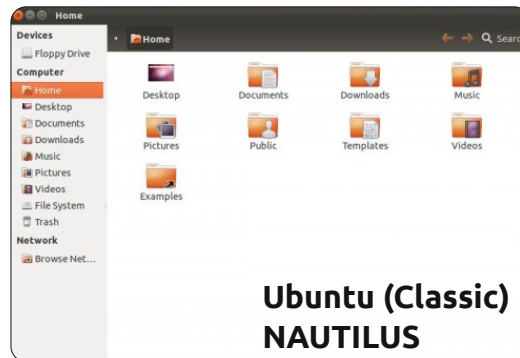 Home
Devices
Floppy Drive
Computer
Home
Desktop
Documents
Downloads
Music
Pictures
Videos
File System
Trash
Network
Browse Net...
Home
Searc
Desktop
Documents
Downloads
Music
Pictures
Public
Templates
Videos
Examples
Ubuntu (Classic)
NAUTILUS